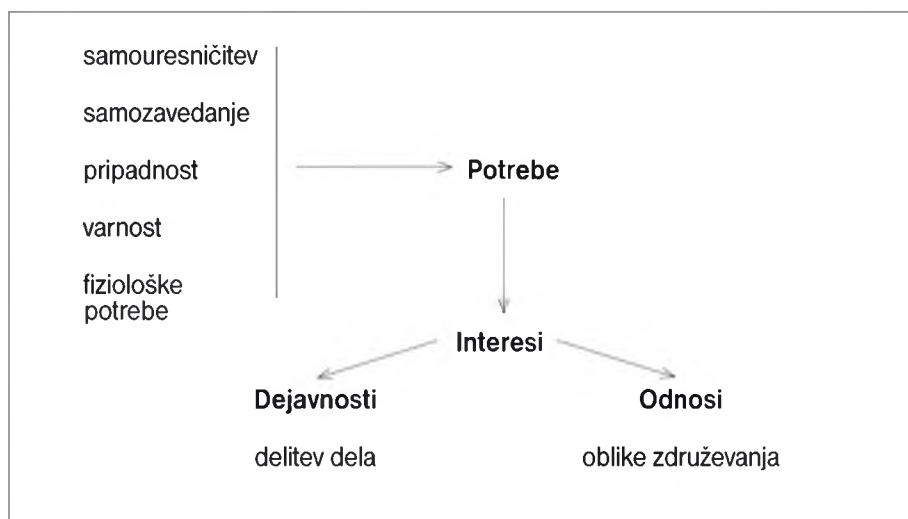 samouresničitev
samozavedanje
pripadnost
varnost
fiziološke
potrebe
Potrebe
Interesi
Dejavnosti
Odnosi
delitev dela
oblike združevanja